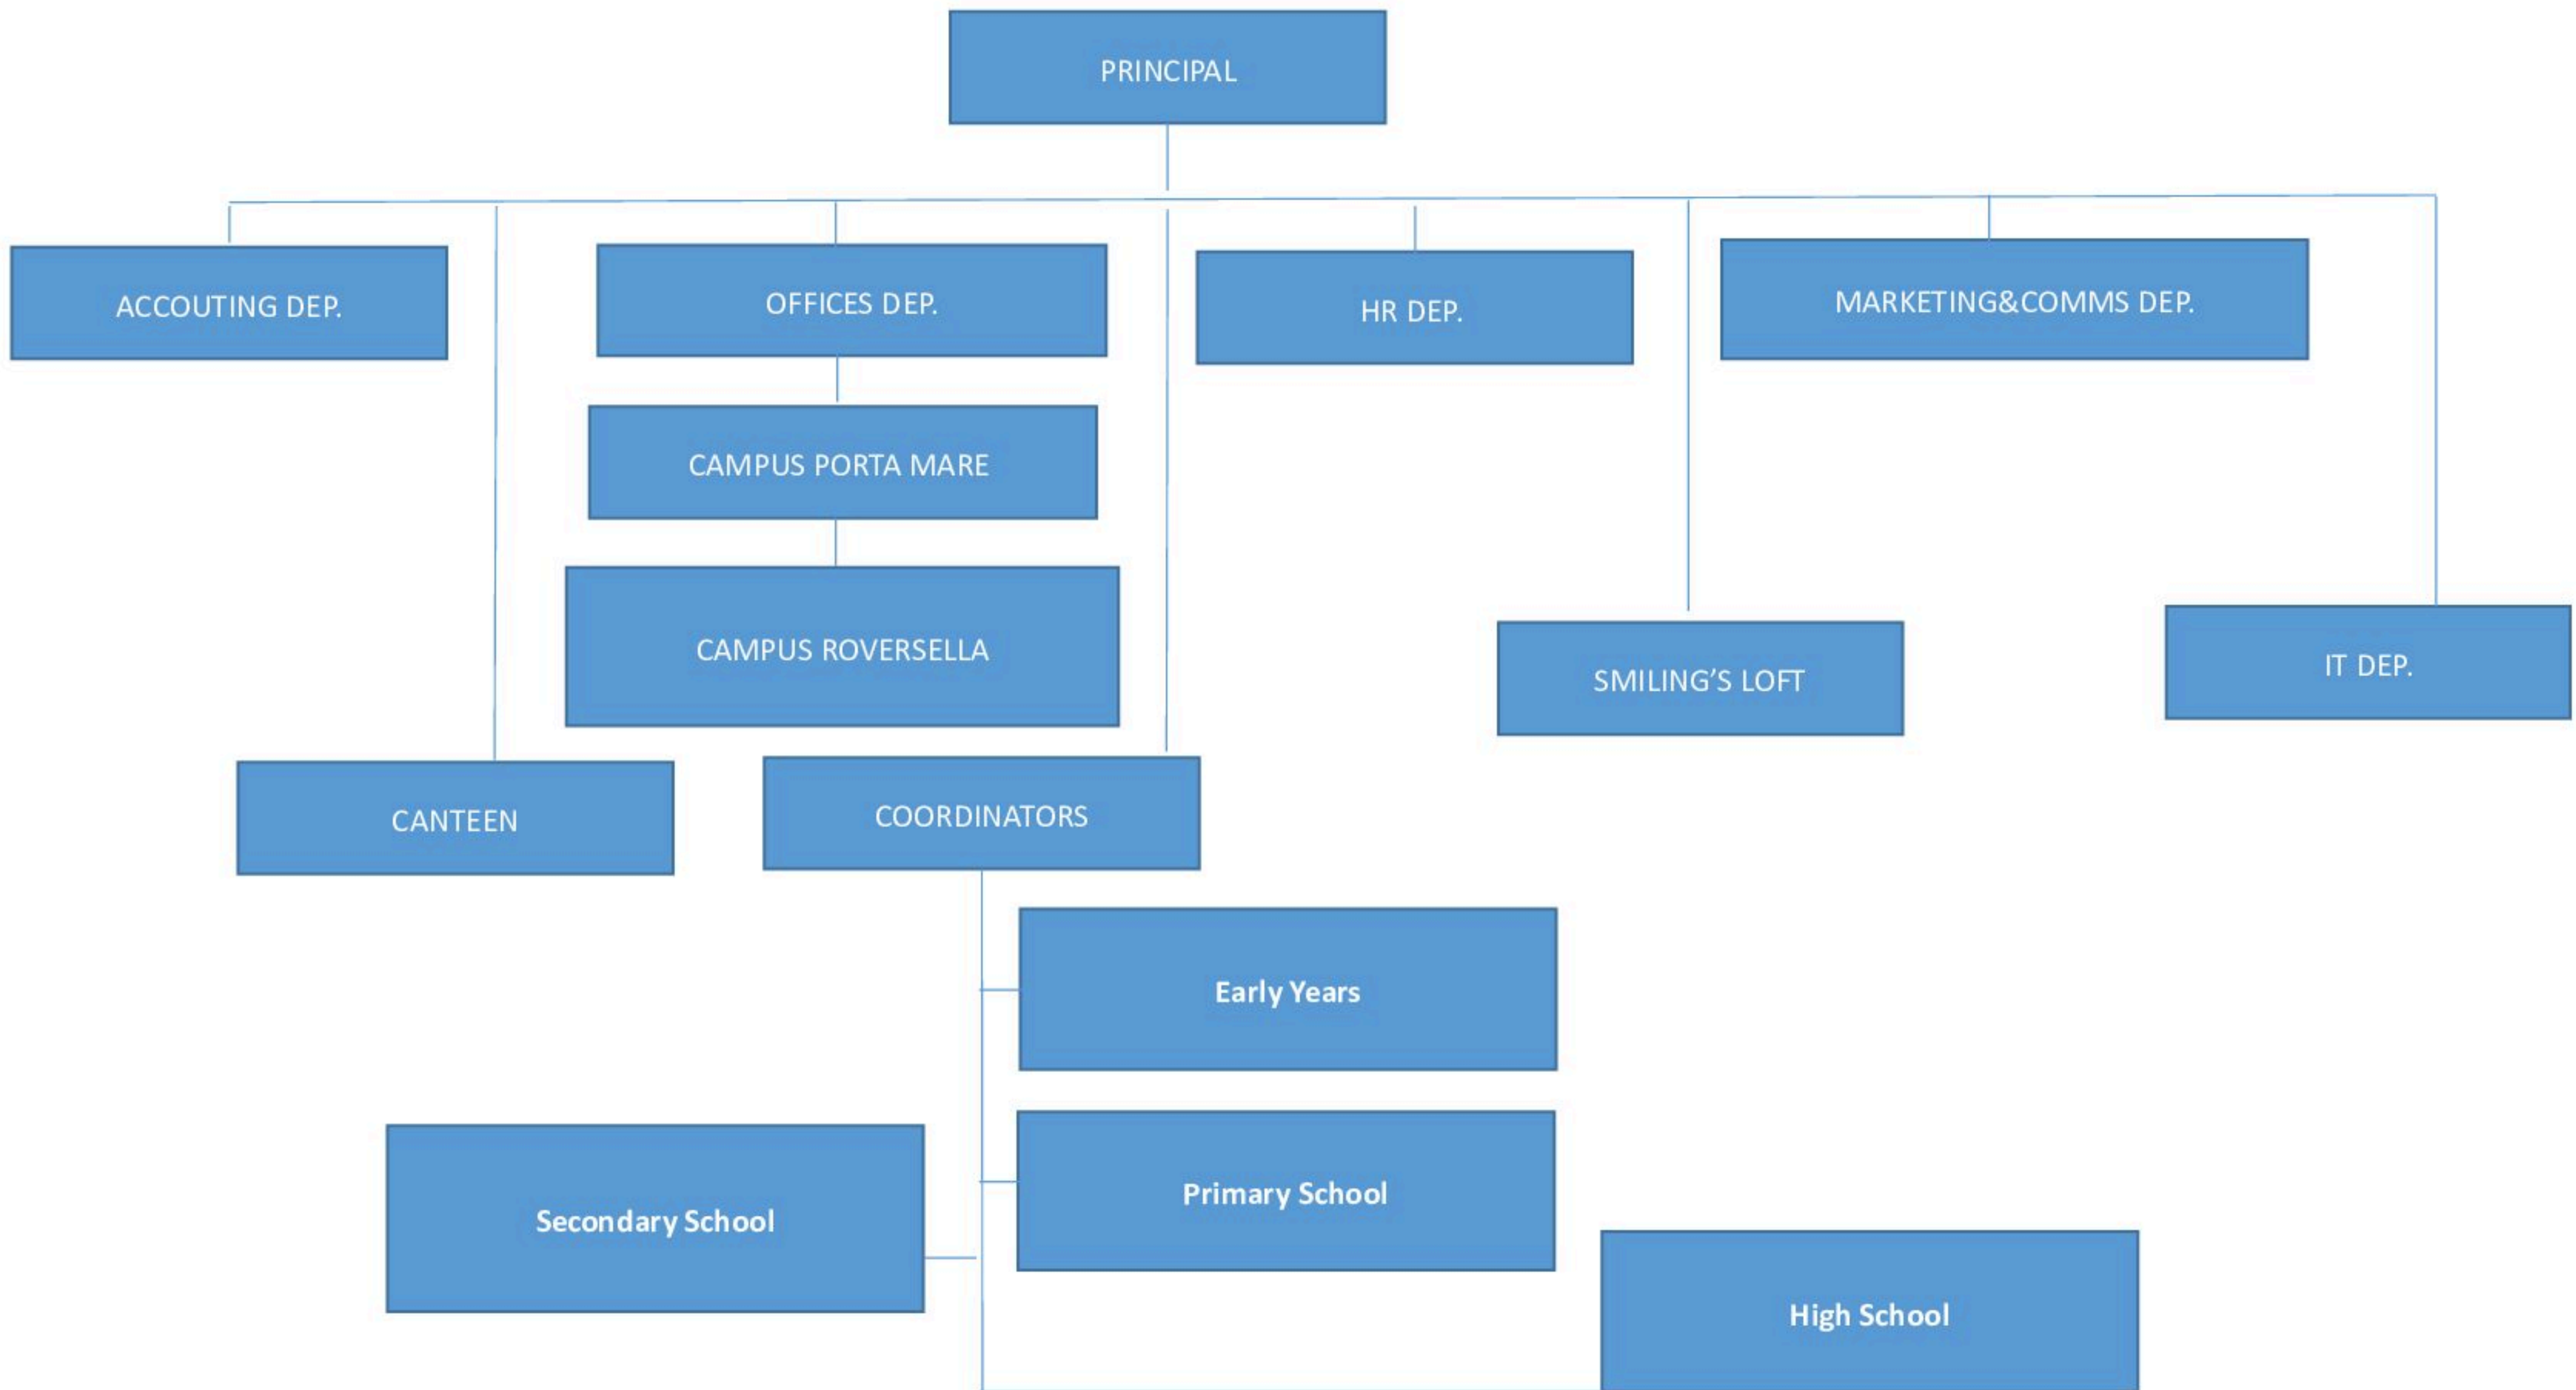 PRINCIPAL
ACCOUTING DEP.
OFFICES DEP.
HR DEP.
MARKETING&COMMS DEP.
CAMPUS PORTA MARE
CAMPUS ROVERSELLA
SMILING’S LOFT
IT DEP.
CANTEEN
COORDINATORS
Early Years
Primary School
Secondary School
High School